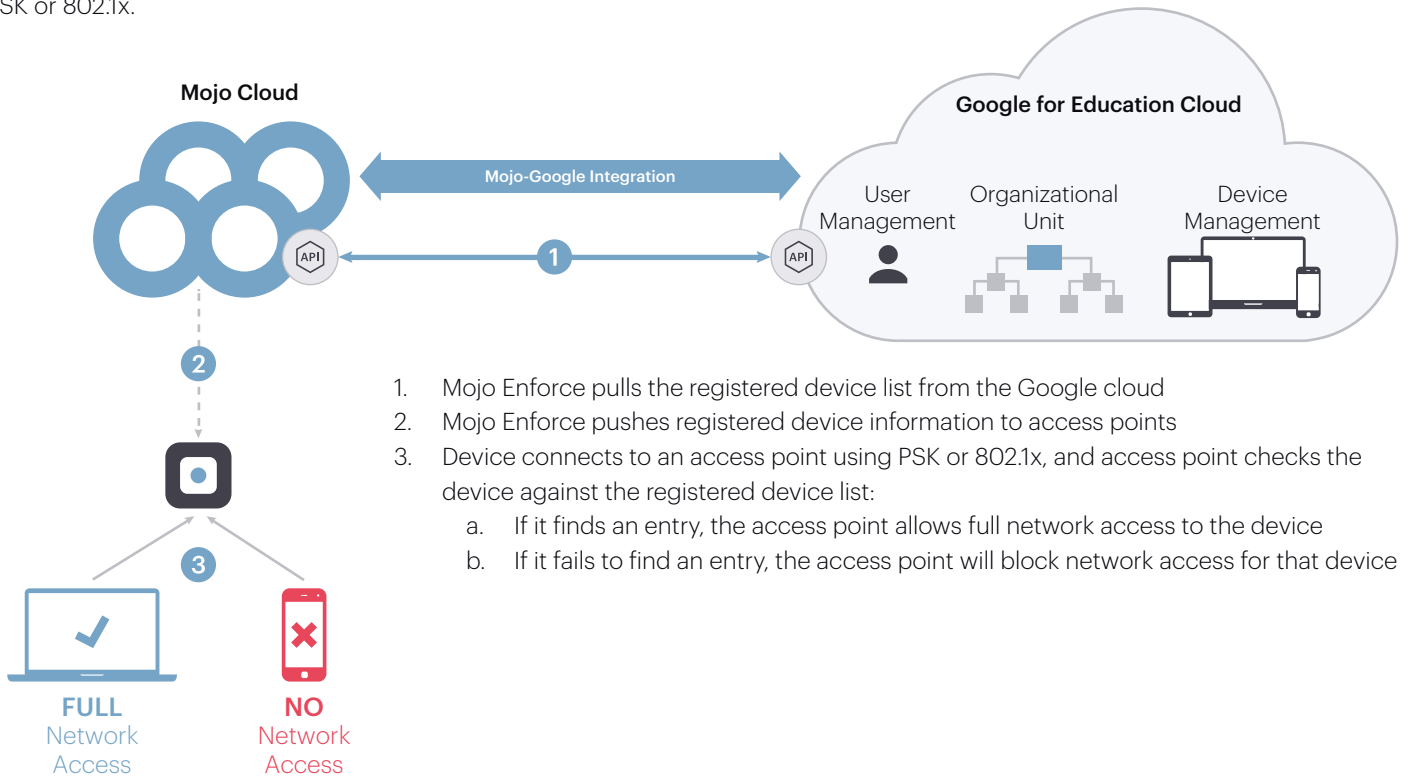 SK or 802.1x.
Mojo Cloud
Google for Education Cloud
Mojo-Google Integration
User
Management
Organizational
Unit
Device
Management
API
1
API
2
1. Mojo Enforce pulls the registered device list from the Google cloud
2. Mojo Enforce pushes registered device information to access points
3. Device connects to an access point using PSK or 802.1x, and access point checks the
device against the registered device list:
a. If it finds an entry, the access point allows full network access to the device
b. If it fails to find an entry, the access point will block network access for that device
3
FULL
Network
Access
NO
Network
Access